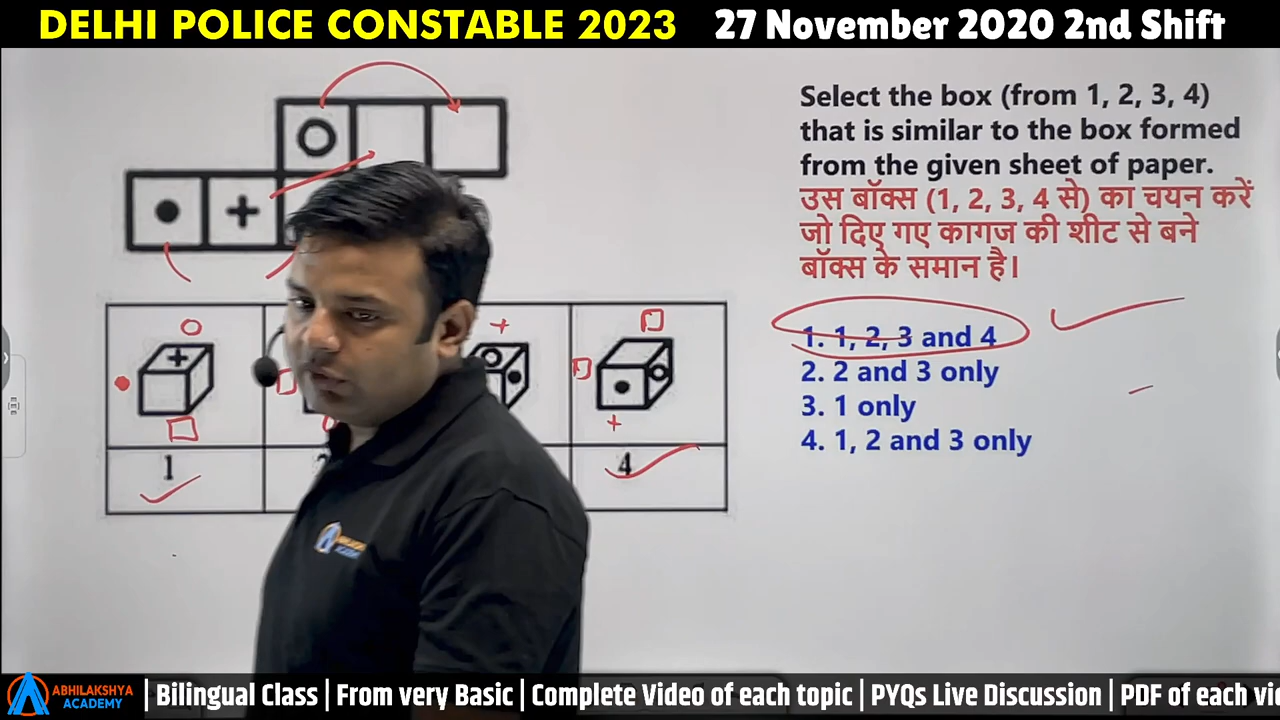 DELHI POLICE CONSTABLE 2023 27 November 2020 2nd Shift
Select the box (from 1, 2, 3, 4)
that is similar to the box formed
from the given sheet of paper.
उस बॉक्स (1, 2, 3, 4 से) का चयन करें
जो दिए गए कागज की शीट से बने
बॉक्स के समान है।
1. 1, 2, 3 and 4
2. 2 and 3 only
3. 1 only
4. 1, 2 and 3 only
1
4
ABHILAKSHYA
ACADEMY
| Bilingual Class | From very Basic | Complete Video of each topic | PYQs Live Discussion | PDF of each